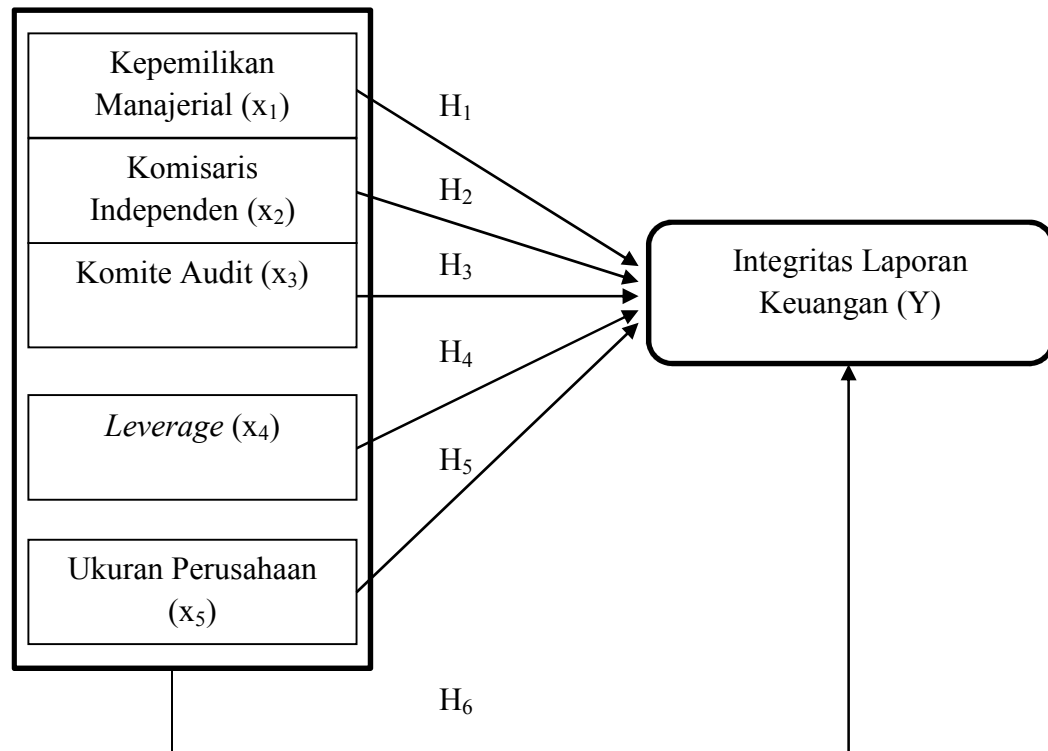 Kepemilikan
Manajerial (x₁)
Komisaris
Independen (x₂)
Komite Audit (x₃)
Leverage (x₄)
Ukuran Perusahaan
(x₅)
H₁
H₂
H₃
H₄
H₅
H₆
Integritas Laporan
Keuangan (Y)